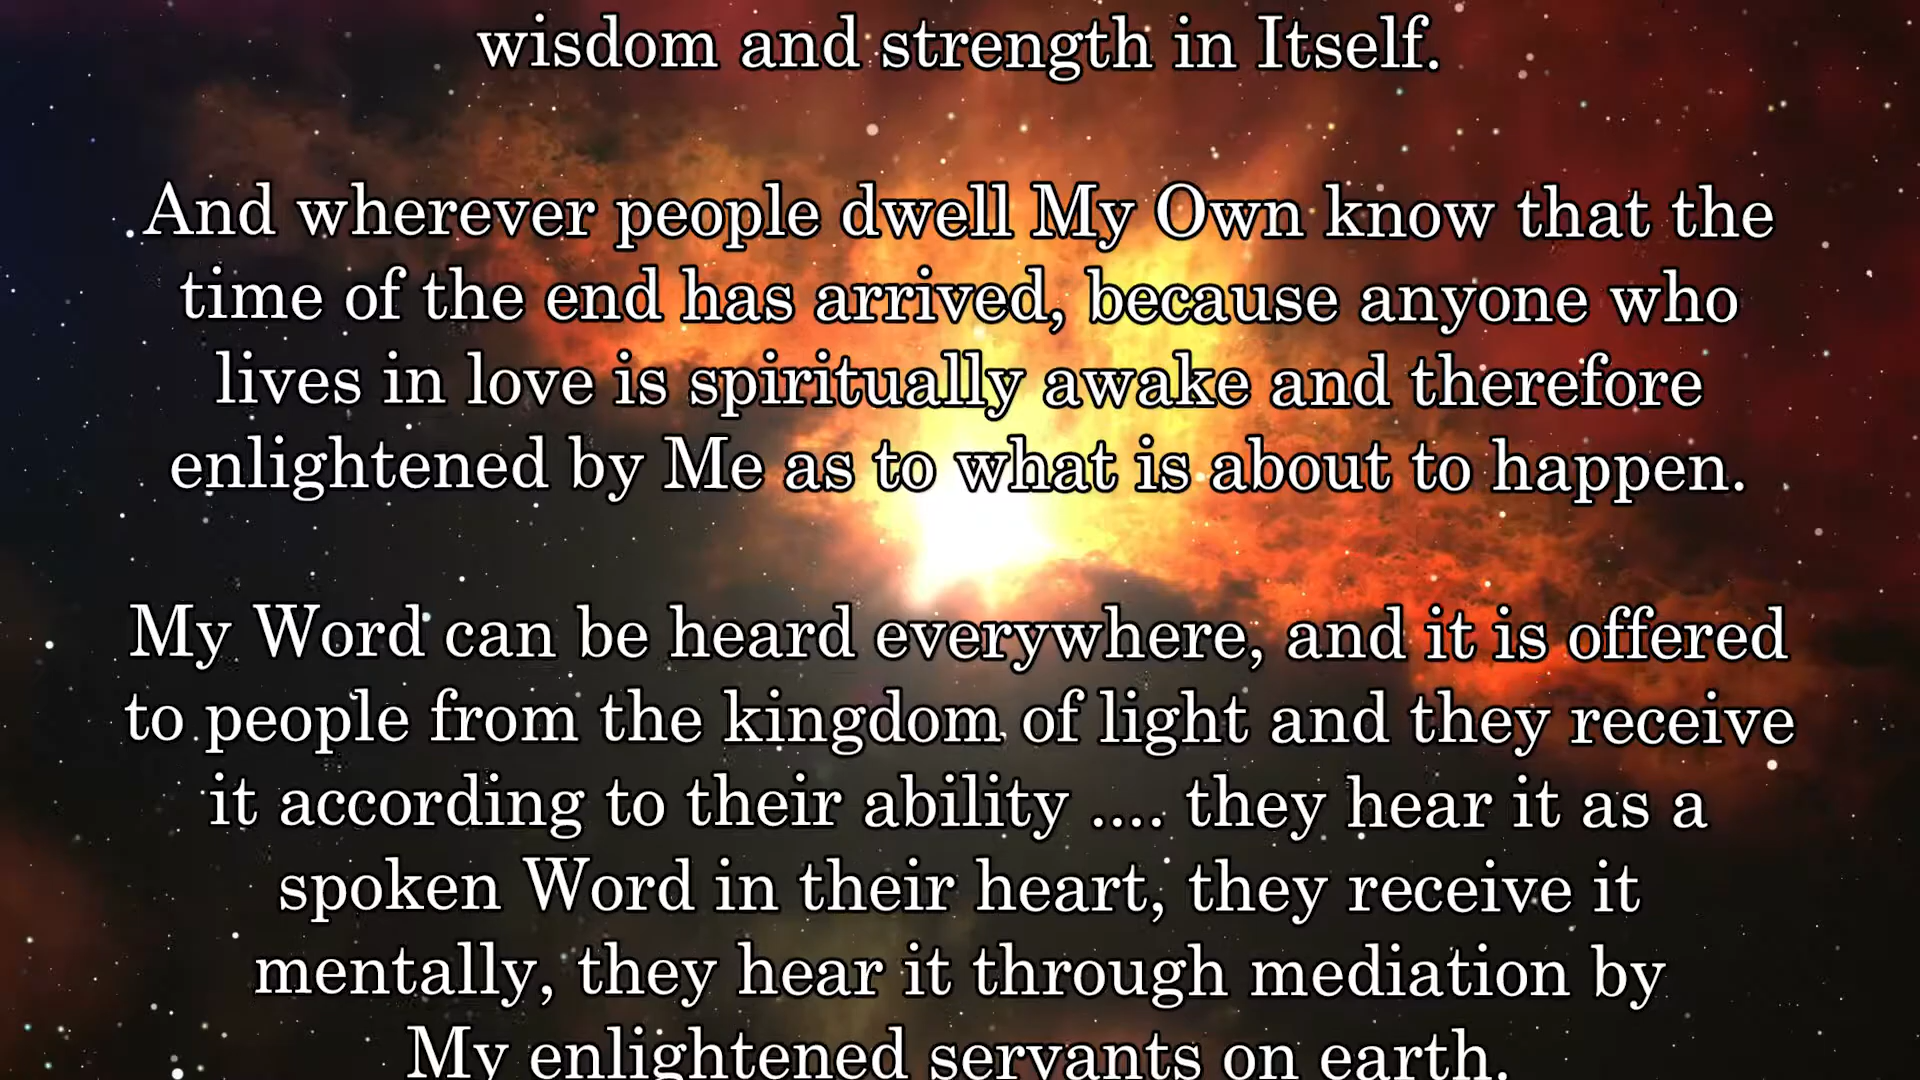 wisdom and strength in Itself.
And wherever people dwell My Own know that the
time of the end has arrived, because anyone who
lives in love is spiritually awake and therefore
enlightened by Me as to what is about to happen.
My Word can be heard everywhere, and it is offered
to people from the kingdom of light and they receive
it according to their ability .... they hear it as a
spoken Word in their heart, they receive it
mentally, they hear it through mediation by
My enlightened servants on earth.